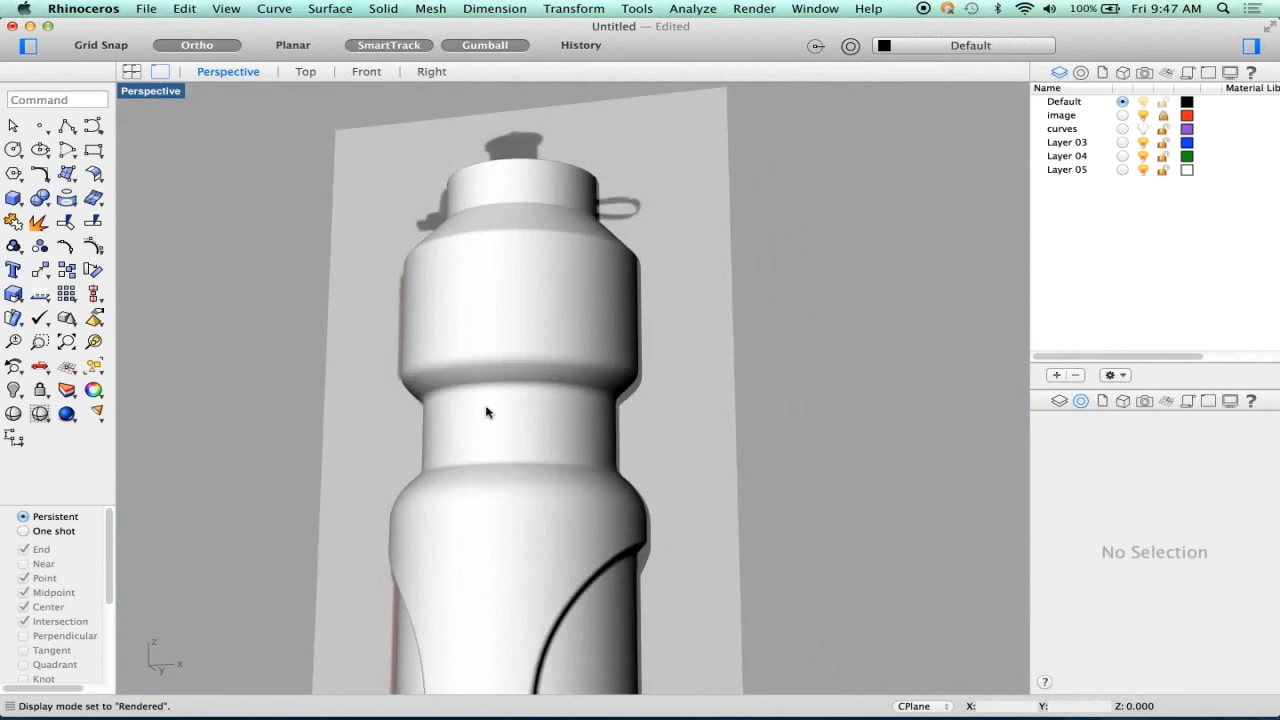 Rhinoceros File Edit View Curve Surface Solid Mesh Dimension Transform Tools Analyze Render Window Help 100% Fri 9:47 AM
Untitled — Edited
Grid Snap Ortho Planar SmartTrack Gumball History Default
Perspective Top Front Right
Perspective
Command
Name Material Lib
Default
image
curves
Layer 03
Layer 04
Layer 05
No Selection
Persistent
One shot
End
Near
Point
Midpoint
Center
Intersection
Perpendicular
Tangent
Quadrant
Knot
z
x
y
Display mode set to "Rendered". CPlane X: Y: Z: 0.000